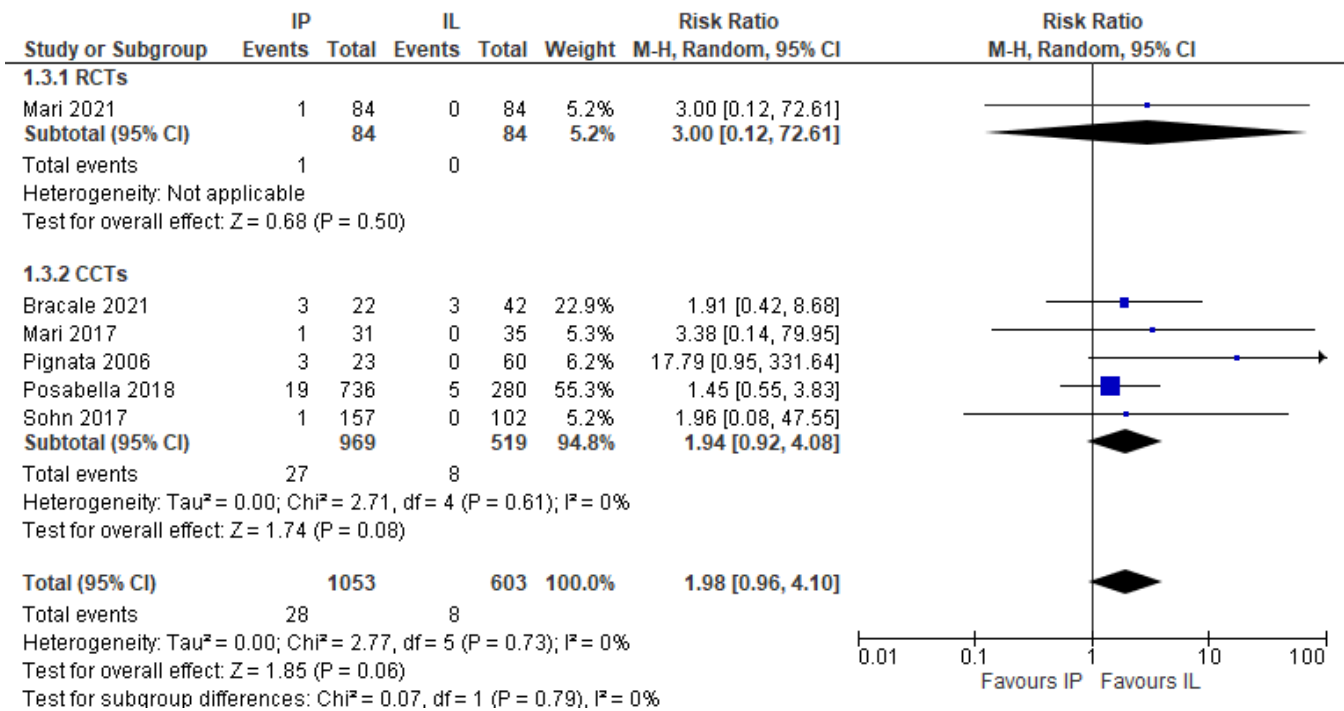 IP IL Risk Ratio Risk Ratio
Study or Subgroup Events Total Events Total Weight M-H, Random, 95% CI M-H, Random, 95% CI
1.3.1 RCTs
Mari 2021 1 84 0 84 5.2% 3.00 [0.12, 72.61]
Subtotal (95% CI) 84 84 5.2% 3.00 [0.12, 72.61]
Total events 1 0
Heterogeneity: Not applicable
Test for overall effect: Z = 0.68 (P = 0.50)
1.3.2 CCTs
Bracale 2021 3 22 3 42 22.9% 1.91 [0.42, 8.68]
Mari 2017 1 31 0 35 5.3% 3.38 [0.14, 79.95]
Pignata 2006 3 23 0 60 6.2% 17.79 [0.95, 331.64]
Posabella 2018 19 736 5 280 55.3% 1.45 [0.55, 3.83]
Sohn 2017 1 157 0 102 5.2% 1.96 [0.08, 47.55]
Subtotal (95% CI) 969 519 94.8% 1.94 [0.92, 4.08]
Total events 27 8
Heterogeneity: Tau² = 0.00; Chi² = 2.71, df = 4 (P = 0.61); I² = 0%
Test for overall effect: Z = 1.74 (P = 0.08)
Total (95% CI) 1053 603 100.0% 1.98 [0.96, 4.10]
Total events 28 8
Heterogeneity: Tau² = 0.00; Chi² = 2.77, df = 5 (P = 0.73); I² = 0%
Test for overall effect: Z = 1.85 (P = 0.06)
Test for subgroup differences: Chi² = 0.07, df = 1 (P = 0.79), I² = 0%
0.01 0.1 1 10 100
Favours IP Favours IL